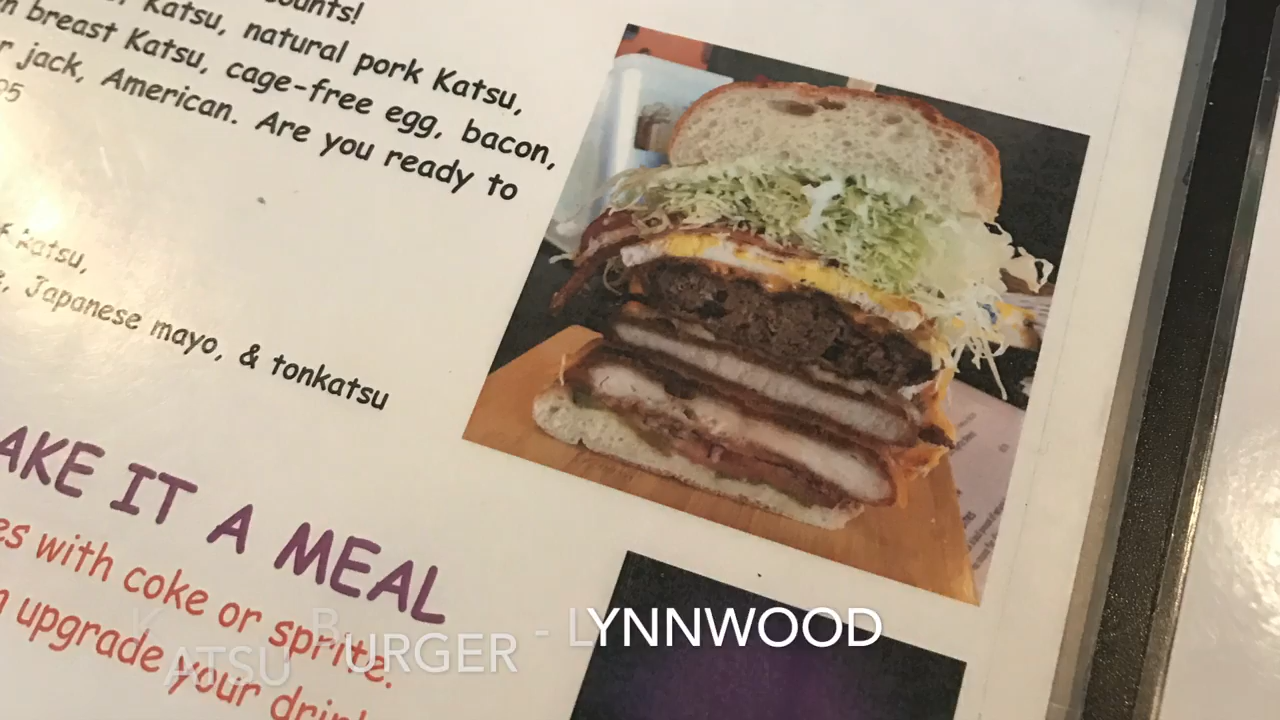 Katsu, natural pork Katsu,
breast Katsu, cage-free egg, bacon,
jack, American. Are you ready to
Katsu,
Japanese mayo, & tonkatsu
AKE IT A MEAL
es with coke or sprite.
upgrade your drin
KATSU BURGER - LYNNWOOD